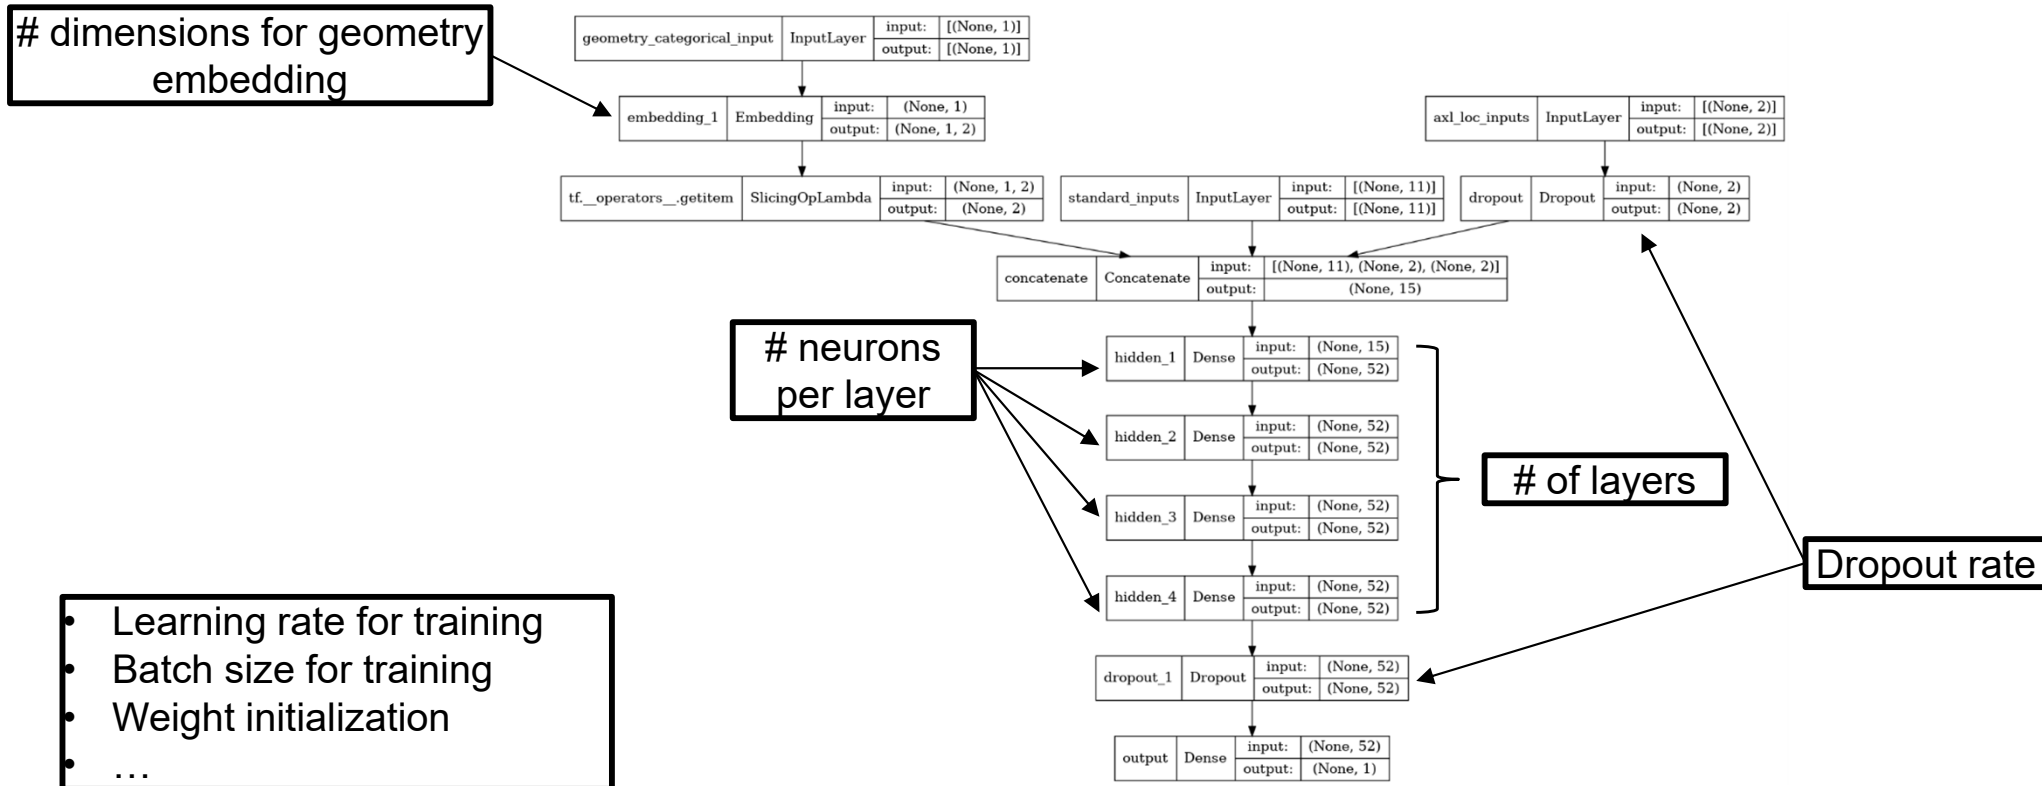 # dimensions for geometry
embedding
geometry_categorical_input InputLayer input: [(None, 1)]
output: [(None, 1)]
embedding_1 Embedding input: (None, 1)
output: (None, 1, 2)
axl_loc_inputs InputLayer input: [(None, 2)]
output: [(None, 2)]
tf.__operators__.getitem SlicingOpLambda input: (None, 1, 2)
output: (None, 2)
standard_inputs InputLayer input: [(None, 11)]
output: [(None, 11)]
dropout Dropout input: (None, 2)
output: (None, 2)
concatenate Concatenate input: [(None, 11), (None, 2), (None, 2)]
output: (None, 15)
# neurons
per layer
hidden_1 Dense input: (None, 15)
output: (None, 52)
hidden_2 Dense input: (None, 52)
output: (None, 52)
hidden_3 Dense input: (None, 52)
output: (None, 52)
hidden_4 Dense input: (None, 52)
output: (None, 52)
# of layers
Dropout rate
dropout_1 Dropout input: (None, 52)
output: (None, 52)
output Dense input: (None, 52)
output: (None, 1)
• Learning rate for training
• Batch size for training
• Weight initialization
• …